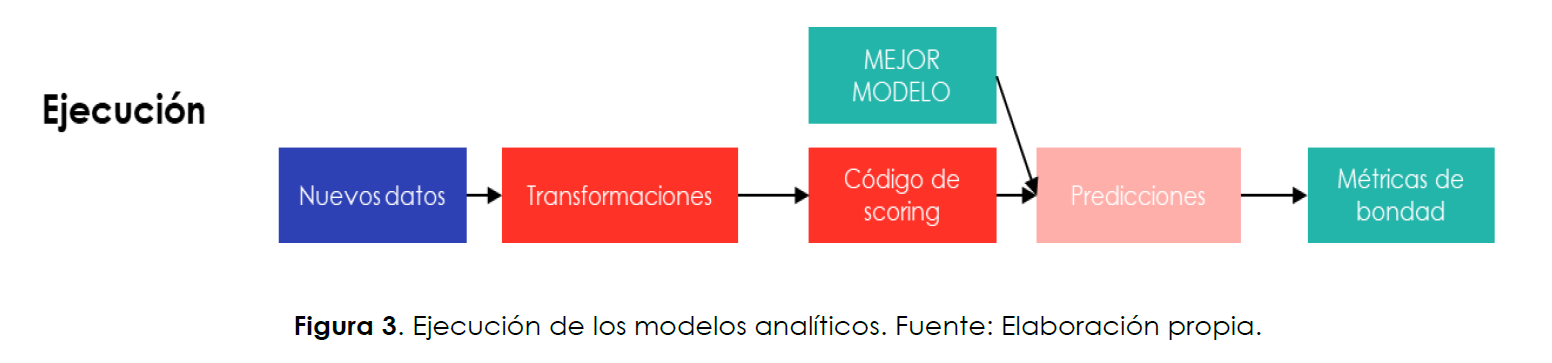 MEJOR
MODELO
Ejecución
Nuevos datos
Transformaciones
Código de
scoring
Predicciones
Métricas de
bondad
Figura 3. Ejecución de los modelos analíticos. Fuente: Elaboración propia.